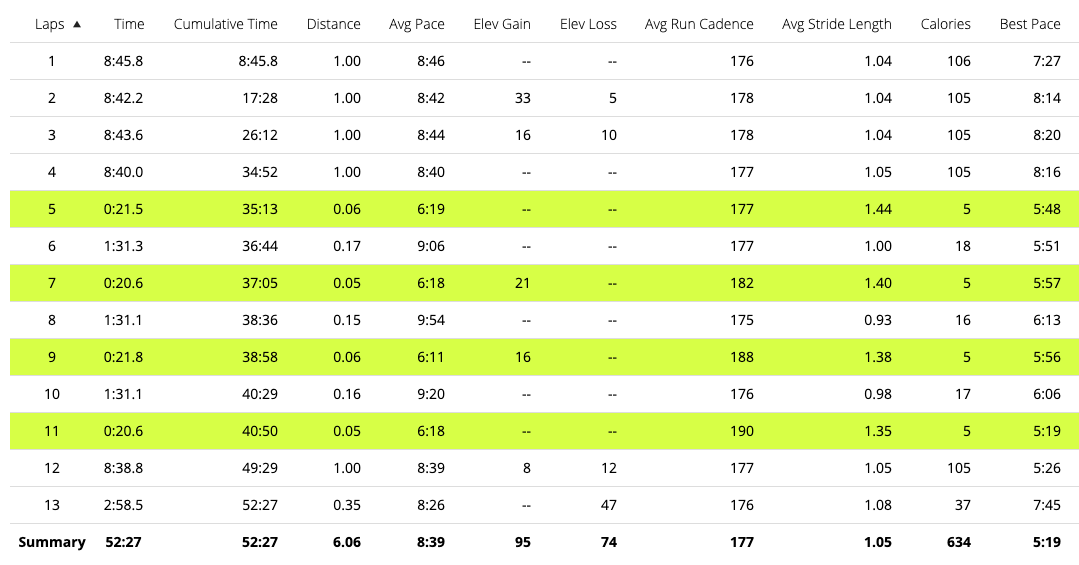 Laps ▲ Time Cumulative Time Distance Avg Pace Elev Gain Elev Loss Avg Run Cadence Avg Stride Length Calories Best Pace
1 8:45.8 8:45.8 1.00 8:46 -- -- 176 1.04 106 7:27
2 8:42.2 17:28 1.00 8:42 33 5 178 1.04 105 8:14
3 8:43.6 26:12 1.00 8:44 16 10 178 1.04 105 8:20
4 8:40.0 34:52 1.00 8:40 -- -- 177 1.05 105 8:16
5 0:21.5 35:13 0.06 6:19 -- -- 177 1.44 5 5:48
6 1:31.3 36:44 0.17 9:06 -- -- 177 1.00 18 5:51
7 0:20.6 37:05 0.05 6:18 21 -- 182 1.40 5 5:57
8 1:31.1 38:36 0.15 9:54 -- -- 175 0.93 16 6:13
9 0:21.8 38:58 0.06 6:11 16 -- 188 1.38 5 5:56
10 1:31.1 40:29 0.16 9:20 -- -- 176 0.98 17 6:06
11 0:20.6 40:50 0.05 6:18 -- -- 190 1.35 5 5:19
12 8:38.8 49:29 1.00 8:39 8 12 177 1.05 105 5:26
13 2:58.5 52:27 0.35 8:26 -- 47 176 1.08 37 7:45
Summary 52:27 52:27 6.06 8:39 95 74 177 1.05 634 5:19